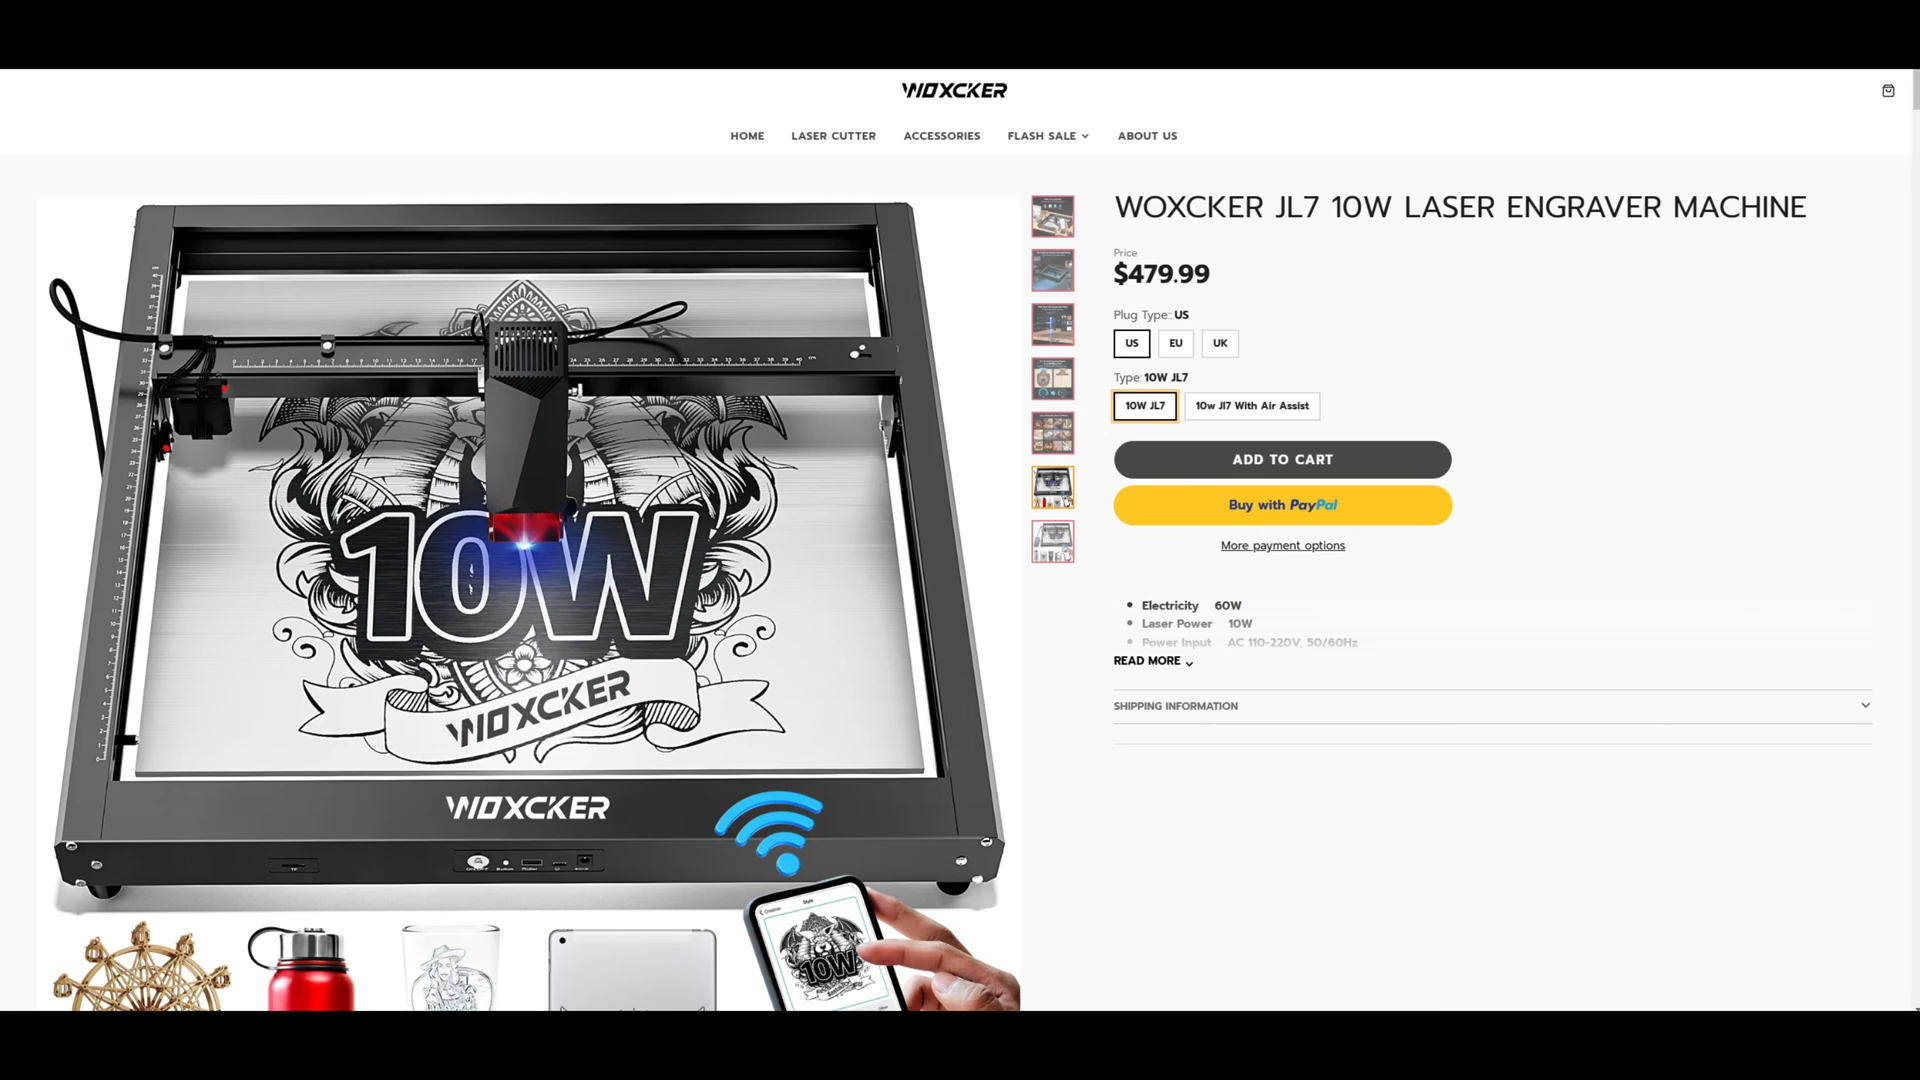 WOXCKER
HOME LASER CUTTER ACCESSORIES FLASH SALE ABOUT US
WOXCKER JL7 10W LASER ENGRAVER MACHINE
Price
$479.99
Plug Type:: US
US EU UK
Type: 10W JL7
10W JL7 10w Jl7 With Air Assist
ADD TO CART
Buy with PayPal
More payment options
Electricity 60W
Laser Power 10W
Power Input AC 110-220V, 50/60Hz
READ MORE
SHIPPING INFORMATION
10W
WOXCKER
WOXCKER
Style
10W